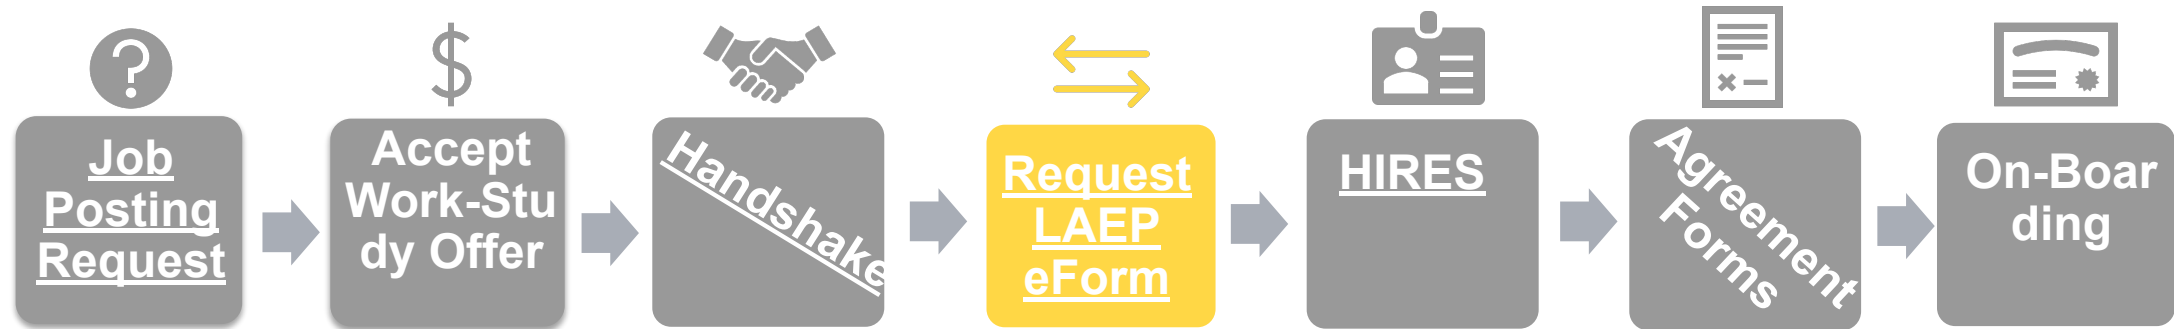 Job
Posting
Request
Accept
Work-Stu
dy Offer
Handshake
Request
LAEP
eForm
HIRES
Agreement
Forms
On-Boar
ding